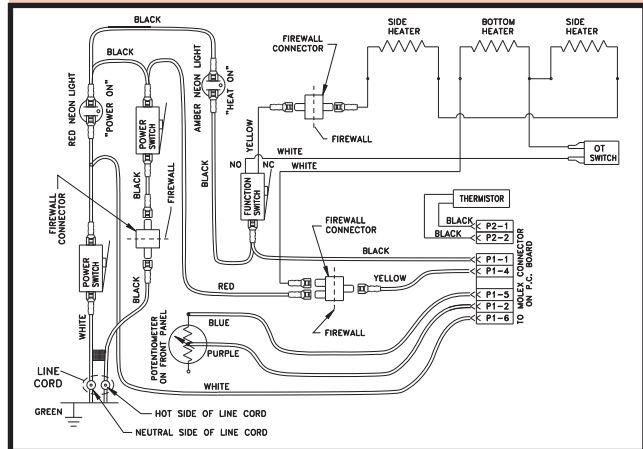 BLACK
BLACK
RED NEON LIGHT
"POWER ON"
POWER
SWITCH
AMBER NEON LIGHT
"HEAT ON"
FIREWALL
CONNECTOR
SIDE
HEATER
BOTTOM
HEATER
SIDE
HEATER
FIREWALL
YELLOW
WHITE
WHITE
NO
NC
OT
SWITCH
FIREWALL
CONNECTOR
BLACK
FIREWALL
BLACK
FUNCTION
SWITCH
FIREWALL
CONNECTOR
THERMISTOR
BLACK
BLACK
P2-1
P2-2
BLACK
P1-1
P1-4
P1-5
P1-2
P1-6
TO MOLEX CONNECTOR
ON P.C. BOARD
YELLOW
RED
FIREWALL
POWER
SWITCH
BLACK
WHITE
BLUE
PURPLE
POTENTIOMETER
ON FRONT PANEL
WHITE
LINE
CORD
GREEN
HOT SIDE OF LINE CORD
NEUTRAL SIDE OF LINE CORD